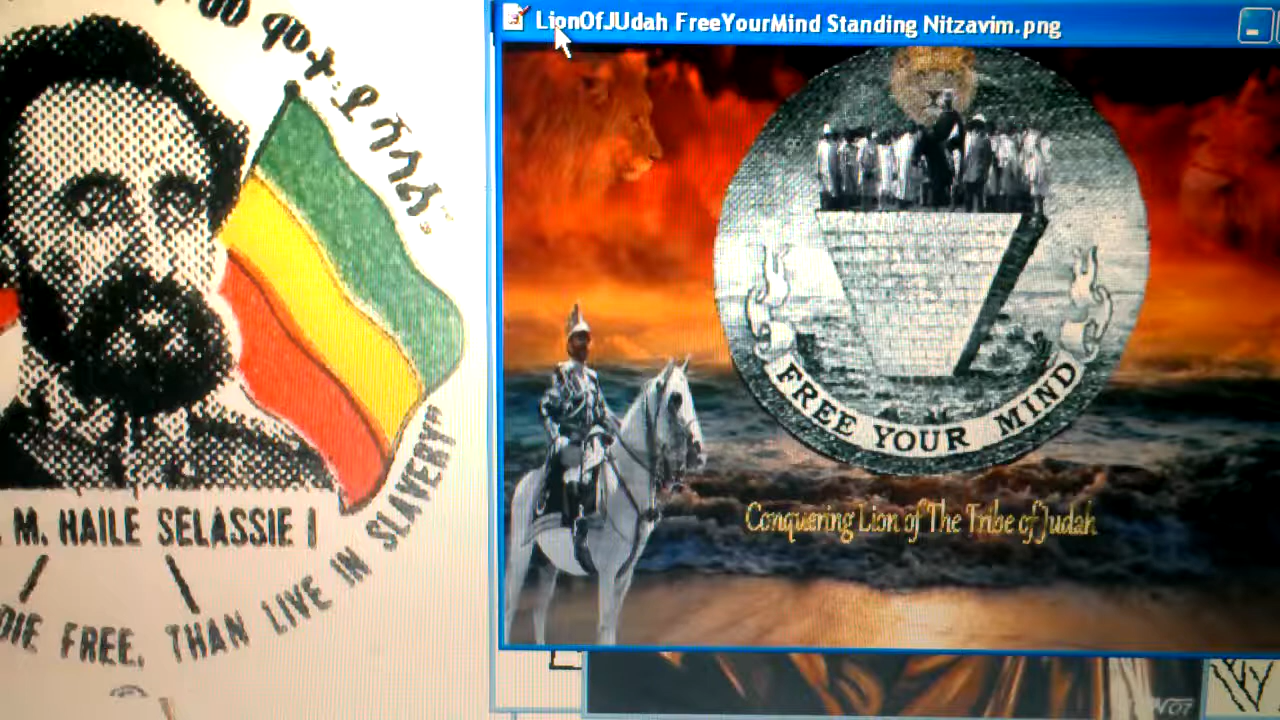 LionOfJUdah FreeYourMind Standing Nitzavim.png
M. HAILE SELASSIE I
DIE FREE, THAN LIVE IN SLAVERY"
FREE YOUR MIND
Conquering Lion of The Tribe of Judah